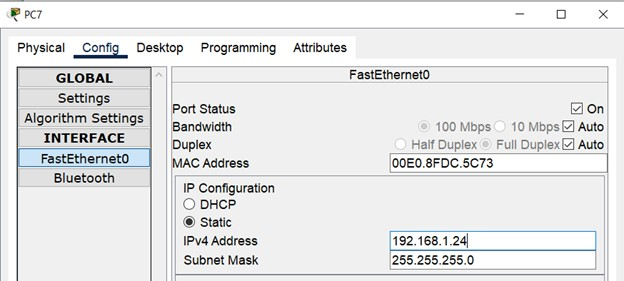 PC7
Physical Config Desktop Programming Attributes
GLOBAL
Settings
Algorithm Settings
INTERFACE
FastEthernet0
Bluetooth
FastEthernet0
Port Status On
Bandwidth 100 Mbps 10 Mbps Auto
Duplex Half Duplex Full Duplex Auto
MAC Address 00E0.8FDC.5C73
IP Configuration
DHCP
Static
IPv4 Address 192.168.1.24
Subnet Mask 255.255.255.0